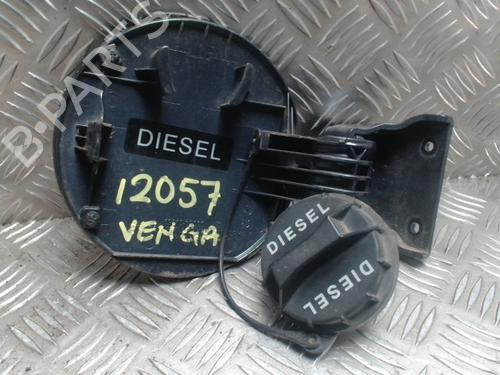 B-PARTS
DIESEL
12057
VENGA
DIESEL
DIESEL